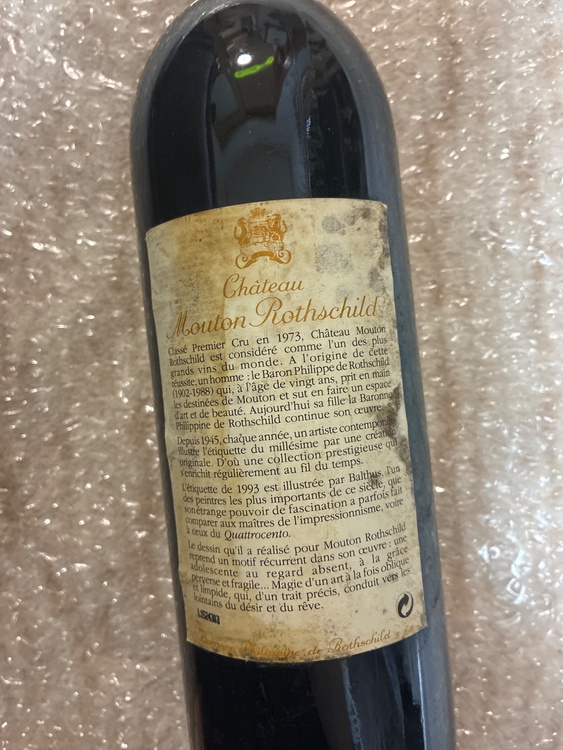 Château
Mouton Rothschild
Classé Premier Cru en 1973, Château Mouton
Rothschild est considéré comme l'un des plus
grands vins du monde. A l'origine de cette
réussite, un homme : le Baron Philippe de Rothschild
(1902-1988) qui, à l'âge de vingt ans, prit en main
les destinées de Mouton et sut en faire un espace
d'art et de beauté. Aujourd'hui sa fille la Baronne
Philippine de Rothschild continue son œuvre.
Depuis 1945, chaque année, un artiste contempor
illustre l'étiquette du millésime par une création
originale. D'où une collection prestigieuse qui
s'enrichit régulièrement au fil du temps.
L'étiquette de 1993 est illustrée par Balthus, l'un
des peintres les plus importants de ce siècle, que
son étrange pouvoir de fascination a parfois fait
comparer aux maîtres de l'impressionnisme, voire
à ceux du Quattrocento.
Le dessin qu'il a réalisé pour Mouton Rothschild
reprend un motif récurrent dans son œuvre : une
adolescente au regard absent, à la grâce
perverse et fragile... Magie d'un art à la fois oblique
et limpide, qui, d'un trait précis, conduit vers les
lointains du désir et du rêve.
de Rothschild